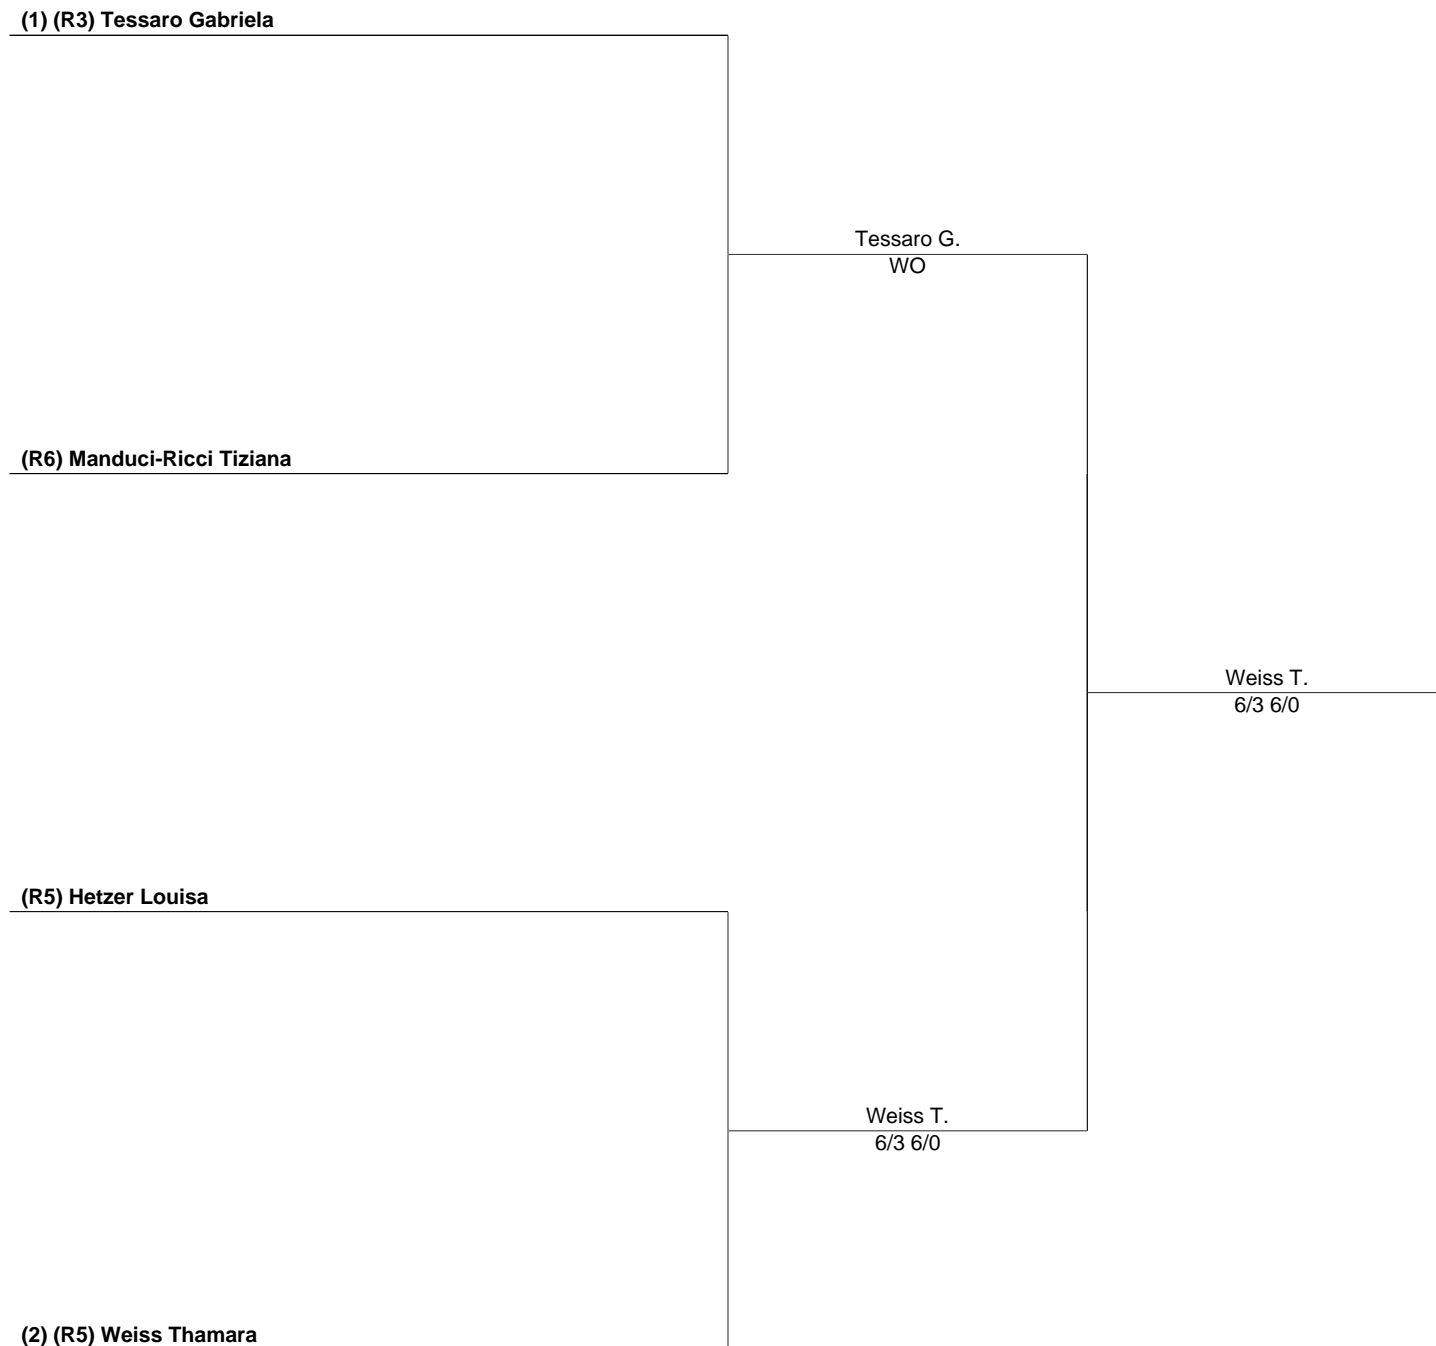 (1) (R3) Tessaro Gabriela
Tessaro G.
WO
(R6) Manduci-Ricci Tiziana
Weiss T.
6/3 6/0
(R5) Hetzer Louisa
Weiss T.
6/3 6/0
(2) (R5) Weiss Thamara